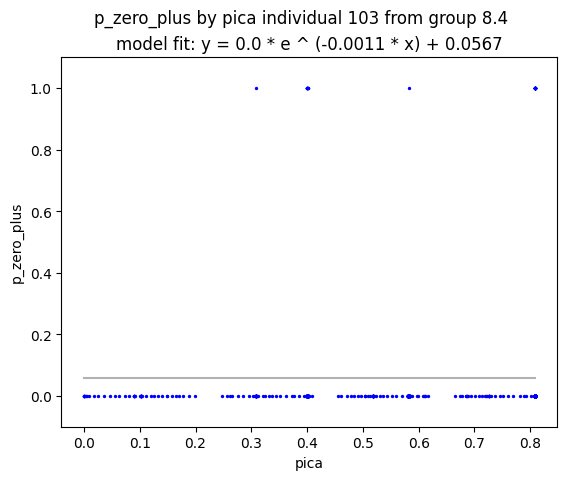 p_zero_plus by pica individual 103 from group 8.4
model fit: y = 0.0 * e ^ (-0.0011 * x) + 0.0567
1.0
0.8
0.6
0.4
0.2
0.0
p_zero_plus
0.0 0.1 0.2 0.3 0.4 0.5 0.6 0.7 0.8
pica